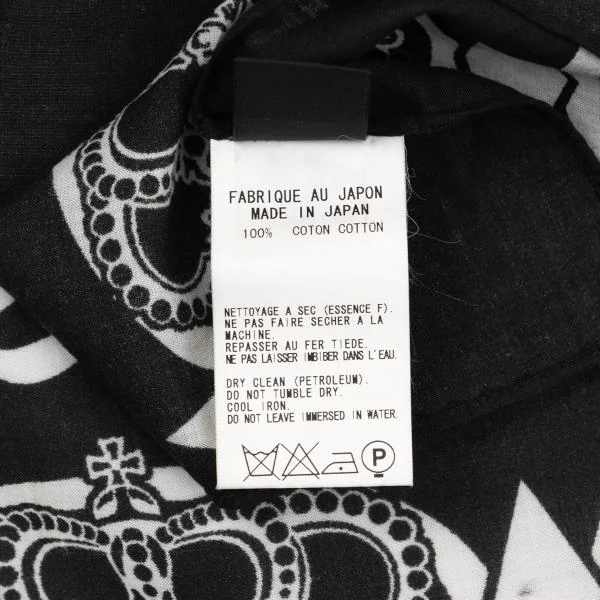 FABRIQUE AU JAPON
MADE IN JAPAN
100% COTON COTTON
NETTOYAGE A SEC (ESSENCE F).
NE PAS FAIRE SECHER A LA
MACHINE.
REPASSER AU FER TIEDE.
NE PAS LAISSER IMBIBER DANS L'EAU.
DRY CLEAN (PETROLEUM).
DO NOT TUMBLE DRY.
COOL IRON.
DO NOT LEAVE IMMERSED IN WATER.
P